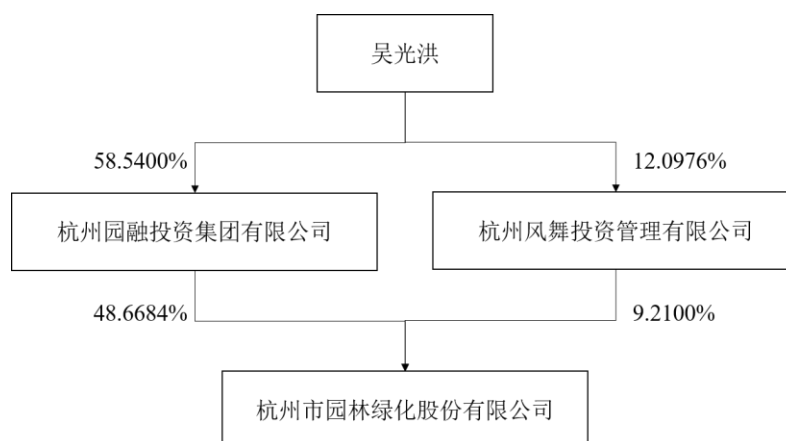 吴光洪
58.5400%
12.0976%
杭州园融投资集团有限公司
杭州风舞投资管理有限公司
48.6684%
9.2100%
杭州市园林绿化股份有限公司